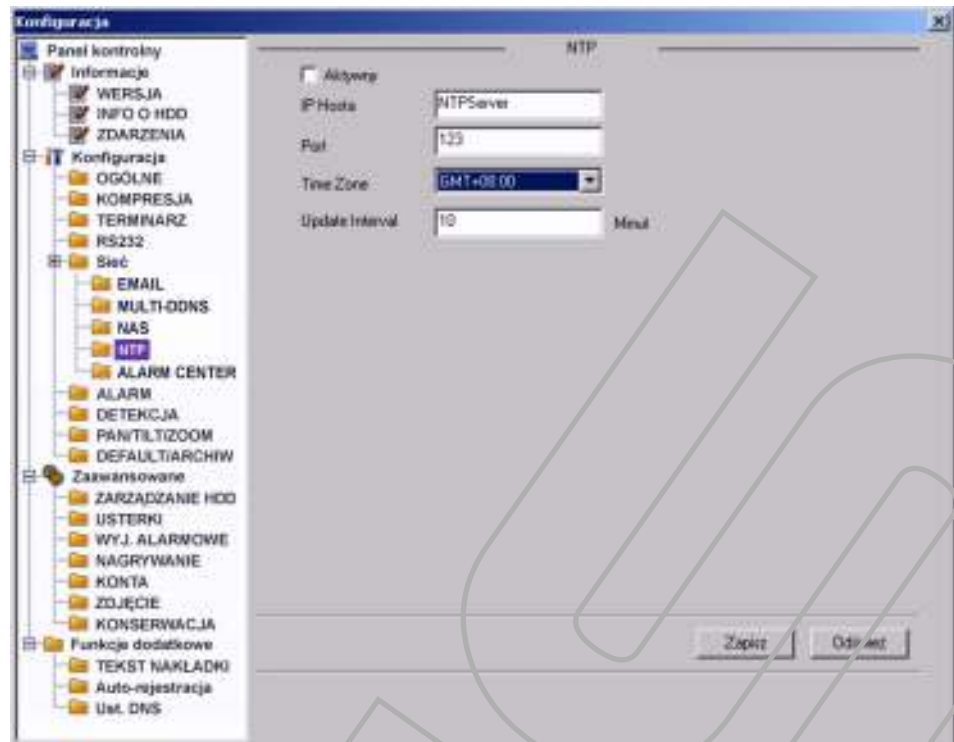 Konfiguracja
Panel kontrolny
Informacje
WERSJA
INFO O HDD
ZDARZENIA
Konfiguracja
OGÓLNE
KOMPRESJA
TERMINARZ
RS232
Sieć
EMAIL
MULTI-DDNS
NAS
NTP
ALARM CENTER
ALARM
DETEKCJA
PAN/TILT/ZOOM
DEFAULT/ARCHIW
Zaawansowane
ZARZĄDZANIE HDD
USTERKI
WYJ. ALARMOWE
NAGRYWANIE
KONTA
ZDJĘCIE
KONSERWACJA
Funkcje dodatkowe
TEKST NAKŁADKI
Auto-rejestracja
Ust. DNS
NTP
IP Hosta NTPServer
Port 123
Time Zone GMT+08:00
Update Interval 10 Minut
Zapisz Odśwież